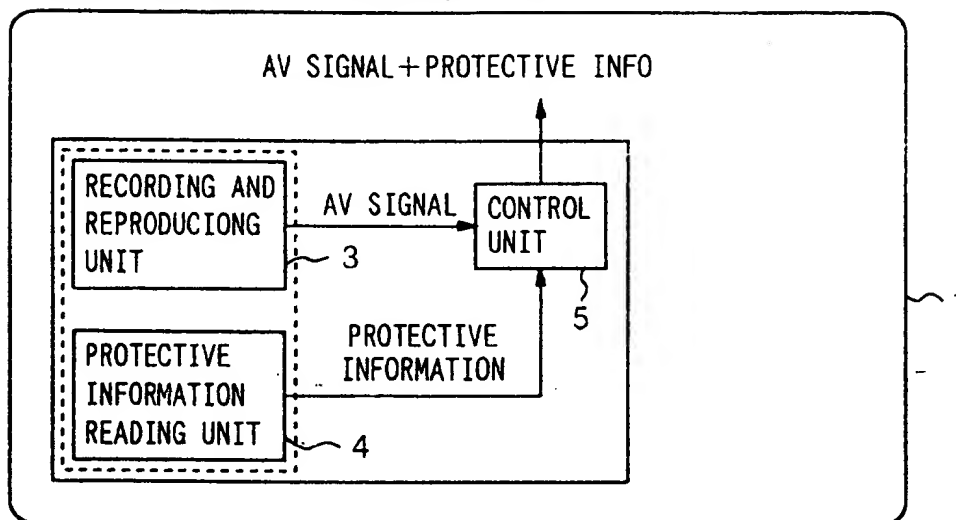 AV SIGNAL+PROTECTIVE INFO
RECORDING AND
REPRODUCIONG
UNIT
3
AV SIGNAL
CONTROL
UNIT
5
PROTECTIVE
INFORMATION
READING UNIT
4
PROTECTIVE
INFORMATION